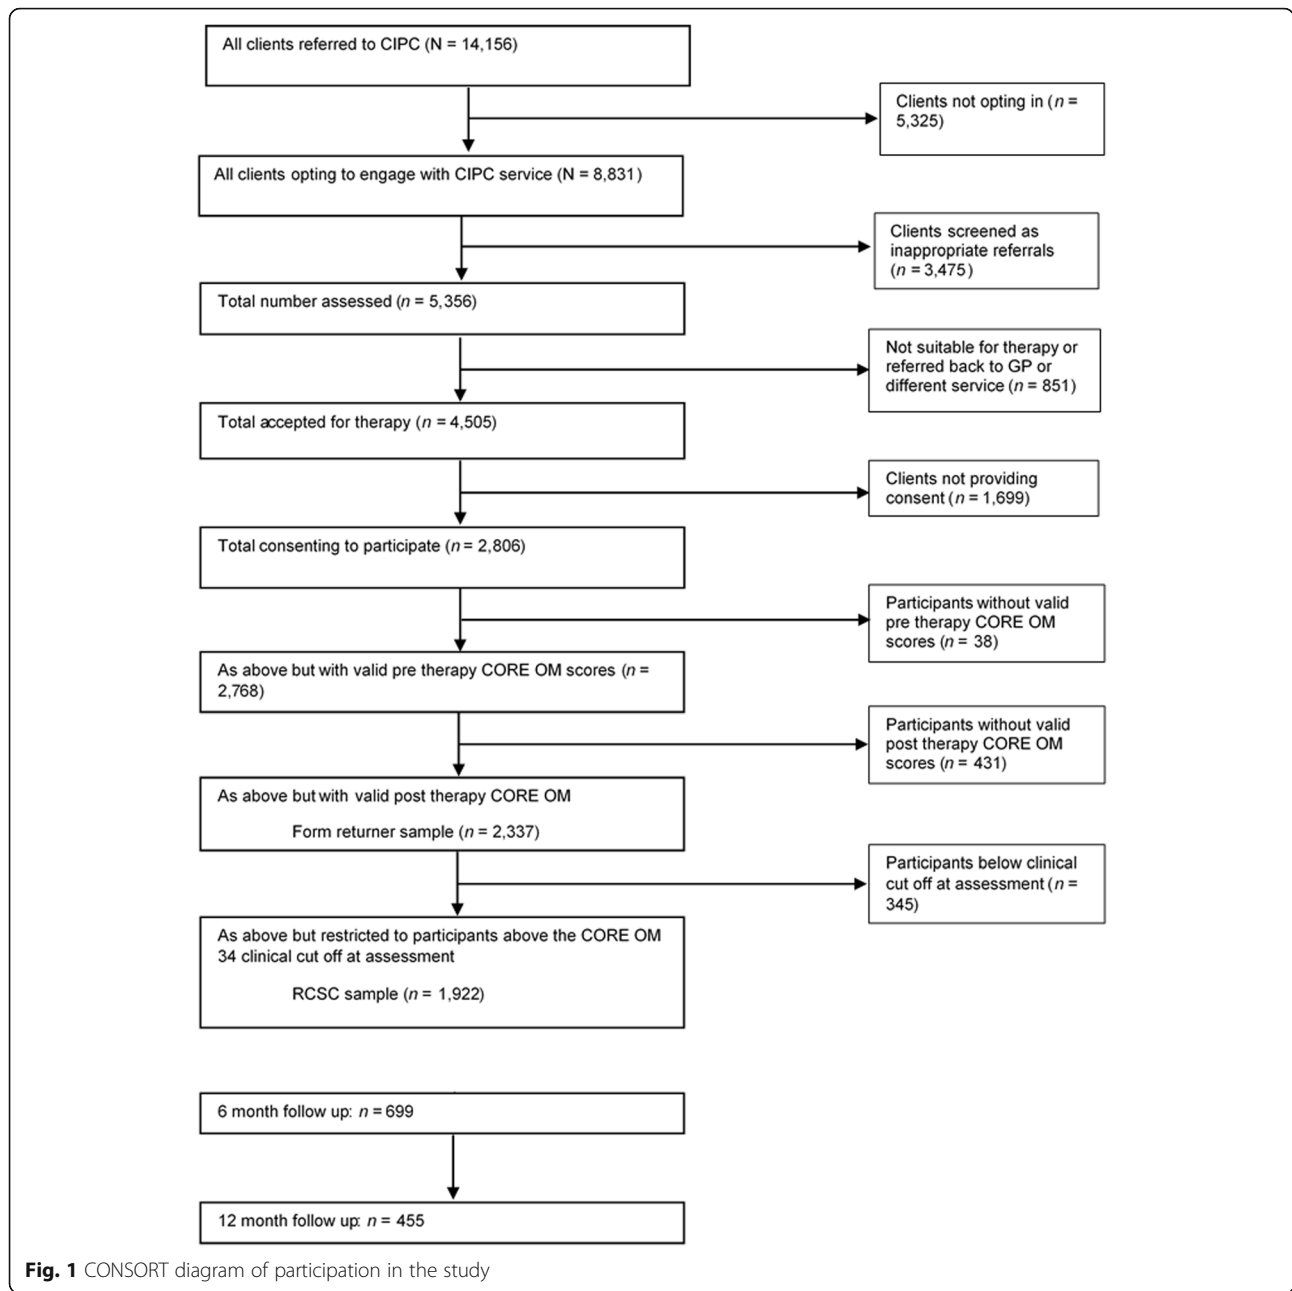 All clients referred to CIPC (N = 14,156)
Clients not opting in (n =
5,325)
All clients opting to engage with CIPC service (N = 8,831)
Clients screened as
inappropriate referrals
(n = 3,475)
Total number assessed (n = 5,356)
Not suitable for therapy or
referred back to GP or
different service (n = 851)
Total accepted for therapy (n = 4,505)
Clients not providing
consent (n = 1,699)
Total consenting to participate (n = 2,806)
Participants without valid
pre therapy CORE OM
scores (n = 38)
As above but with valid pre therapy CORE OM scores (n =
2,768)
Participants without valid
post therapy CORE OM
scores (n = 431)
As above but with valid post therapy CORE OM
Form returner sample (n = 2,337)
Participants below clinical
cut off at assessment (n =
345)
As above but restricted to participants above the CORE OM
34 clinical cut off at assessment
RCSC sample (n = 1,922)
6 month follow up: n = 699
12 month follow up: n = 455
Fig. 1 CONSORT diagram of participation in the study